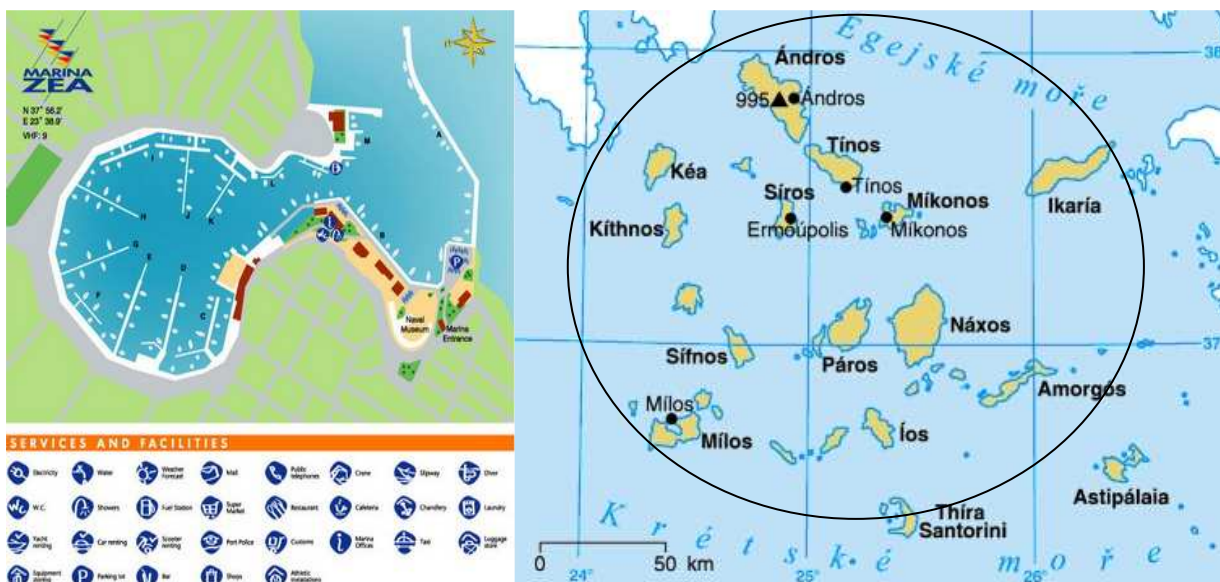 MARINA
ZEA
N 37° 56.2'
E 23° 38.9'
VHF: 9
A
M
I
L
H
J
K
B
G
E
D
F
C
P
i
Naval
Museum
Marina
Entrance
SERVICES AND FACILITIES
Electricity
Water
Weather
Forecast
Mail
Public
telephones
Crane
Slipway
Diver
W.C.
Showers
Fuel Station
Super
Market
Restaurant
Cafeteria
Chandlery
Laundry
Yacht
renting
Car renting
Scooter
renting
Port Police
Customs
Marina
Offices
Taxi
Luggage
store
Equipment
Parking lot
Bar
Shops
Athletic
Egejské moře
38
Ándros
995
Ándros
Tínos
Kéa
Tínos
Síros
Míkonos
Ikaría
Kíthnos
Ermoúpolis
Míkonos
Náxos
Sífnos
Páros
37
Amorgós
Mílos
Mílos
Íos
Astipálaia
Thíra
Santorini
Krétské moře
0
50 km
24°
25°
26°